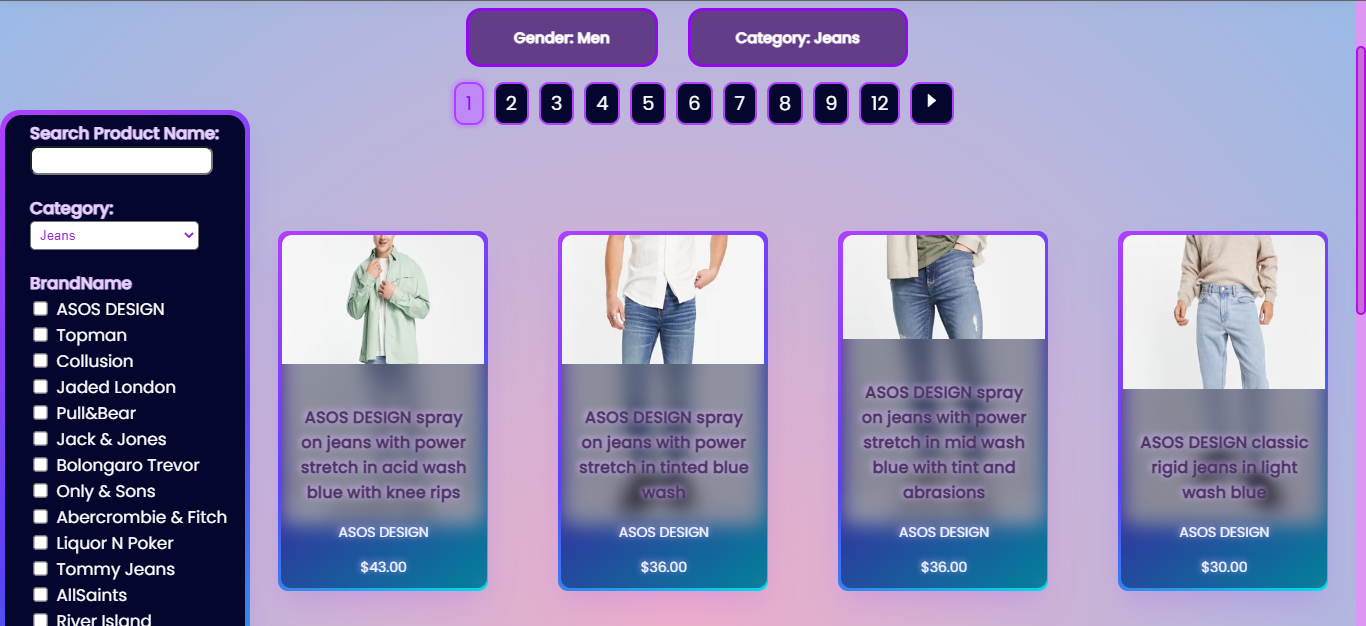 Gender: Men
Category: Jeans
1 2 3 4 5 6 7 8 9 12
Search Product Name:
Category:
Jeans
BrandName
ASOS DESIGN
Topman
Collusion
Jaded London
Pull&Bear
Jack & Jones
Bolongaro Trevor
Only & Sons
Abercrombie & Fitch
Liquor N Poker
Tommy Jeans
AllSaints
River Island
ASOS DESIGN spray
on jeans with power
stretch in acid wash
blue with knee rips
ASOS DESIGN
$43.00
ASOS DESIGN spray
on jeans with power
stretch in tinted blue
wash
ASOS DESIGN
$36.00
ASOS DESIGN spray
on jeans with power
stretch in mid wash
blue with tint and
abrasions
ASOS DESIGN
$36.00
ASOS DESIGN classic
rigid jeans in light
wash blue
ASOS DESIGN
$30.00